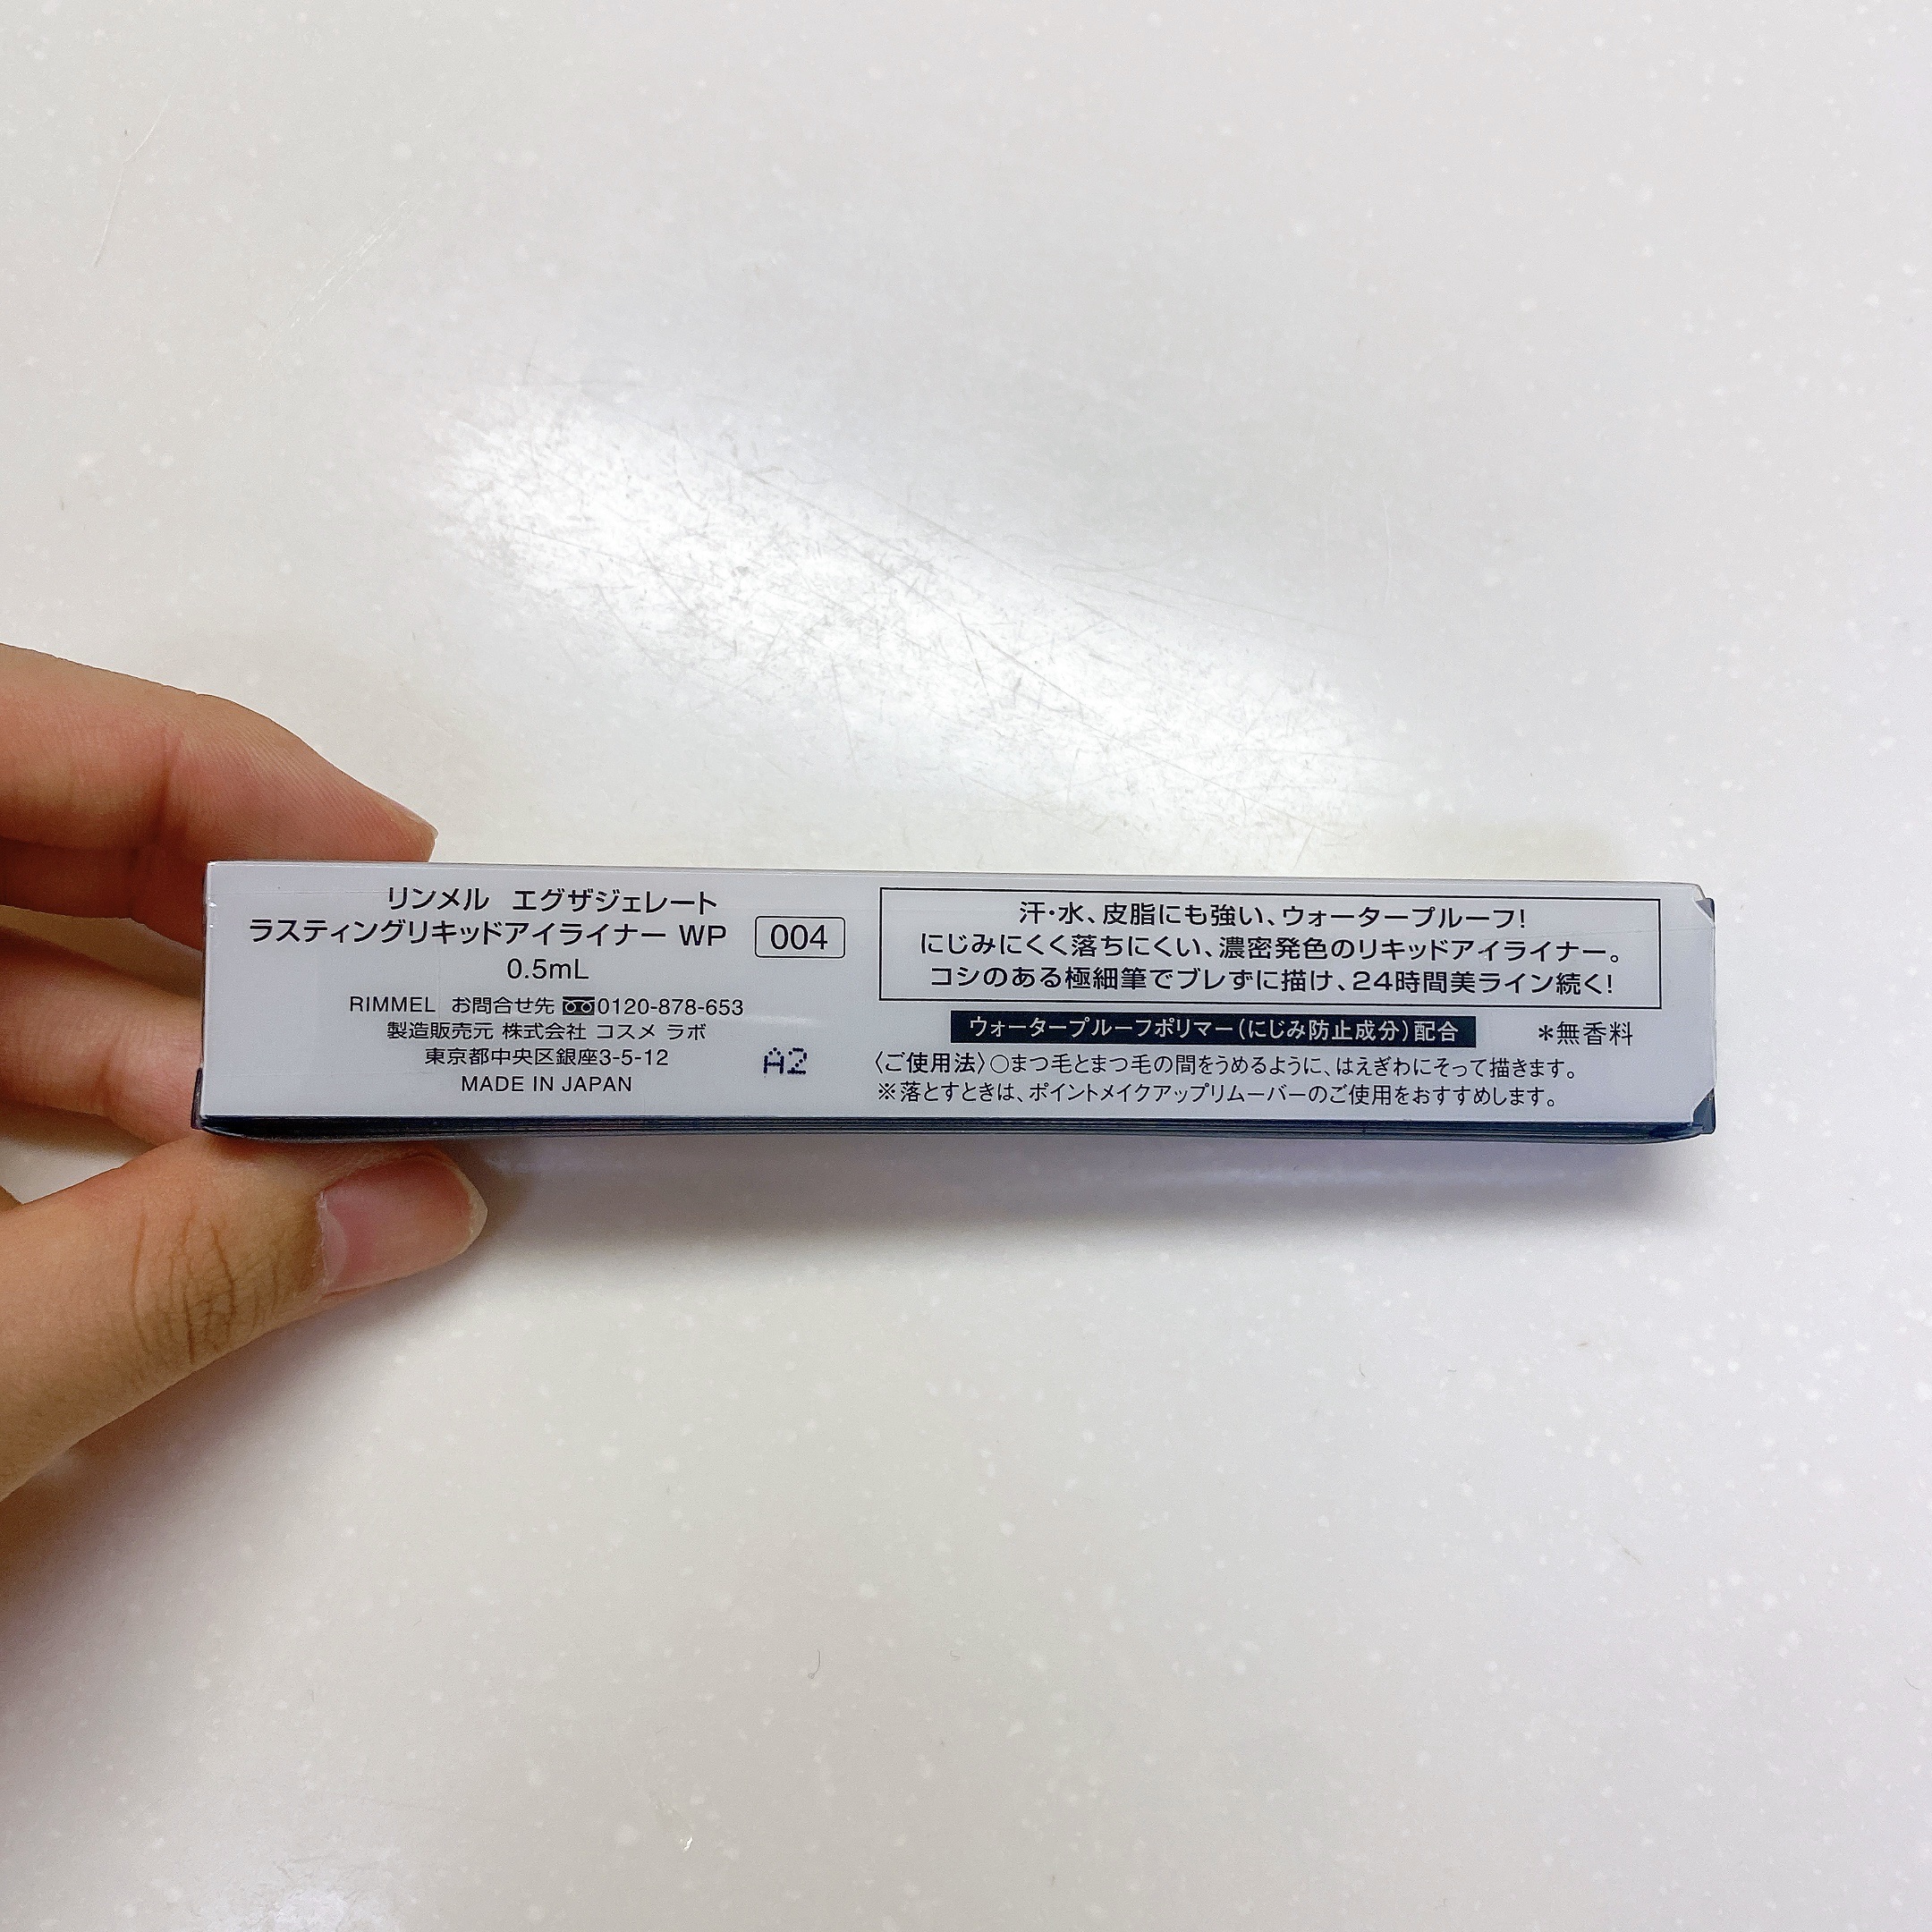 リンメル エグザジェレート
ラスティングリキッドアイライナー WP
004
0.5mL
RIMMEL お問合せ先 0120-878-653
製造販売元 株式会社 コスメ ラボ
東京都中央区銀座3-5-12
MADE IN JAPAN
A2
汗・水、皮脂にも強い、ウォータープルーフ!
にじみにくく落ちにくい、濃密発色のリキッドアイライナー。
コシのある極細筆でブレずに描け、24時間美ライン続く!
ウォータープルーフポリマー(にじみ防止成分)配合
*無香料
〈ご使用法〉○まつ毛とまつ毛の間をうめるように、はえぎわにそって描きます。
※落とすときは、ポイントメイクアップリムーバーのご使用をおすすめします。